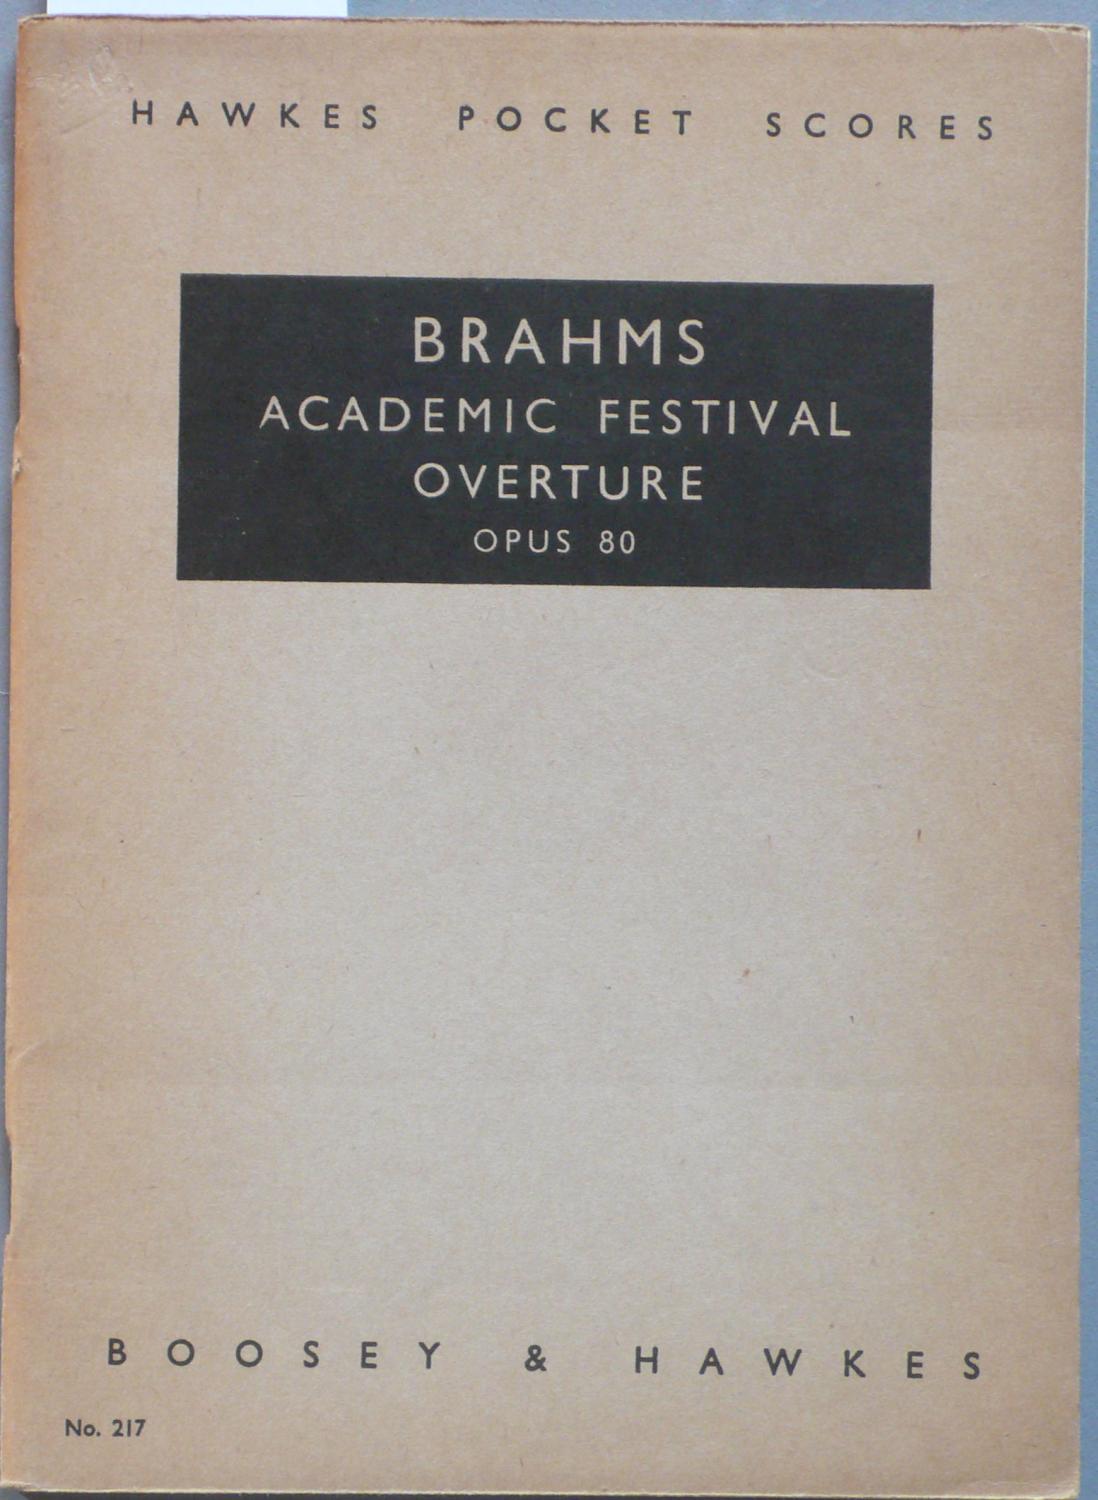 HAWKES POCKET SCORES
BRAHMS
ACADEMIC FESTIVAL
OVERTURE
OPUS 80
BOOSEY & HAWKES
No. 217